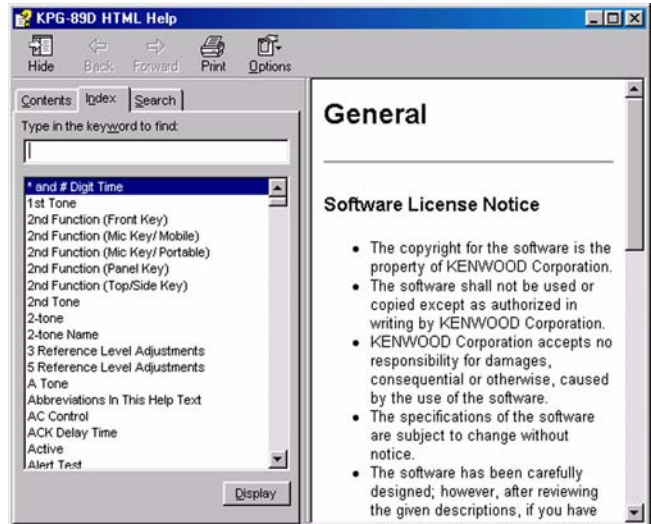 KPG-89D HTML Help
Hide Back Forward Print Options
Contents Index Search
Type in the keyword to find:
* and # Digit Time
1st Tone
2nd Function (Front Key)
2nd Function (Mic Key/ Mobile)
2nd Function (Mic Key/ Portable)
2nd Function (Panel Key)
2nd Function (Top/Side Key)
2nd Tone
2-tone
2-tone Name
3 Reference Level Adjustments
5 Reference Level Adjustments
A Tone
Abbreviations In This Help Text
AC Control
ACK Delay Time
Active
Alert Test
Display
General
Software License Notice
• The copyright for the software is the
property of KENWOOD Corporation.
• The software shall not be used or
copied except as authorized in
writing by KENWOOD Corporation.
• KENWOOD Corporation accepts no
responsibility for damages,
consequential or otherwise, caused
by the use of the software.
• The specifications of the software
are subject to change without
notice.
• The software has been carefully
designed; however, after reviewing
the given descriptions, if you have